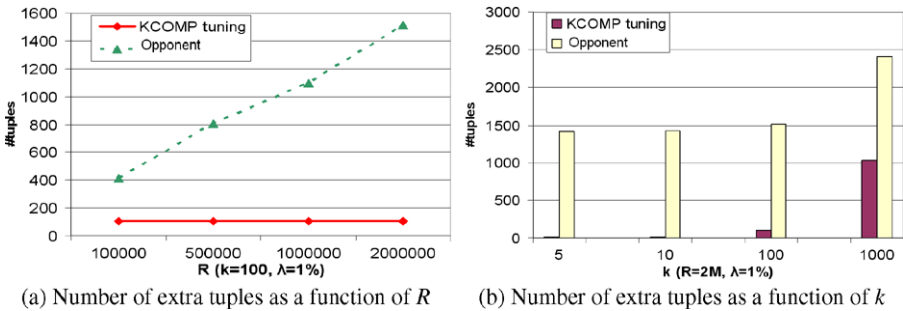 1600
1400
1200
1000
800
600
400
200
0
#tuples
KCOMP tuning
Opponent
100000 500000 1000000 2000000
R (k=100, λ=1%)
(a) Number of extra tuples as a function of R
3000
2500
2000
1500
1000
500
0
#tuples
KCOMP tuning
Opponent
5 10 100 1000
k (R=2M, λ=1%)
(b) Number of extra tuples as a function of k